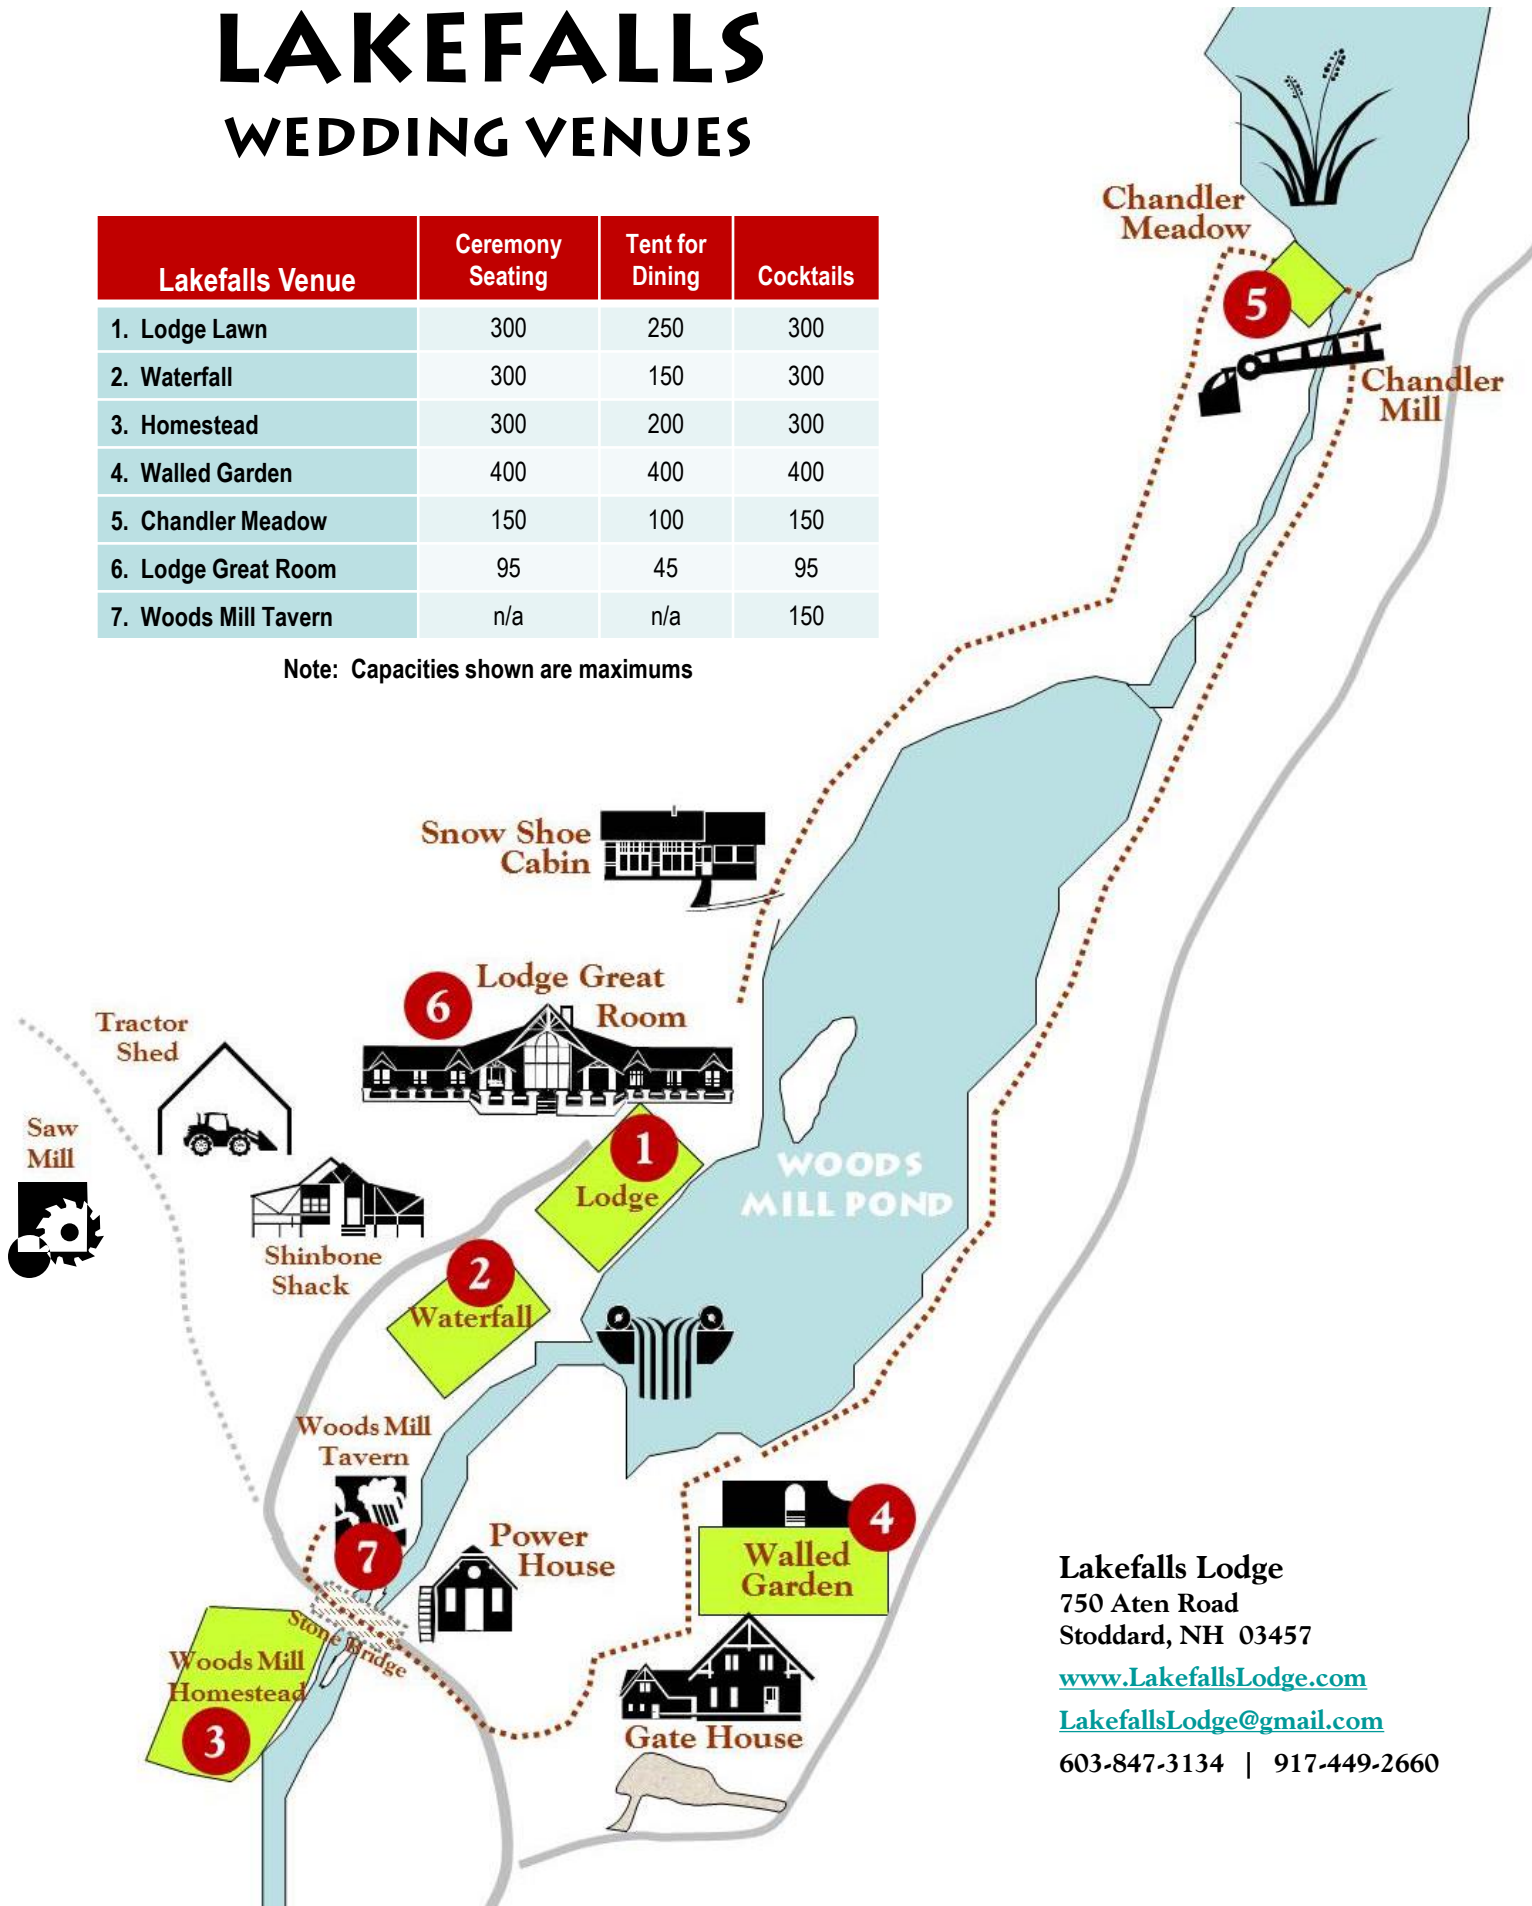 LAKEFALLS
WEDDING VENUES
Lakefalls Venue Ceremony Seating Tent for Dining Cocktails
1. Lodge Lawn 300 250 300
2. Waterfall 300 150 300
3. Homestead 300 200 300
4. Walled Garden 400 400 400
5. Chandler Meadow 150 100 150
6. Lodge Great Room 95 45 95
7. Woods Mill Tavern n/a n/a 150
Note: Capacities shown are maximums
Chandler
Meadow
5
Chandler
Mill
Snow Shoe
Cabin
6
Lodge Great
Room
Tractor
Shed
Saw
Mill
1
Lodge
WOODS
MILL POND
Shinbone
Shack
2
Waterfall
Woods Mill
Tavern
7
Power
House
4
Walled
Garden
Stone Bridge
Woods Mill
Homestead
3
Gate House
Lakefalls Lodge
750 Aten Road
Stoddard, NH 03457
www.LakefallsLodge.com
LakefallsLodge@gmail.com
603-847-3134 | 917-449-2660